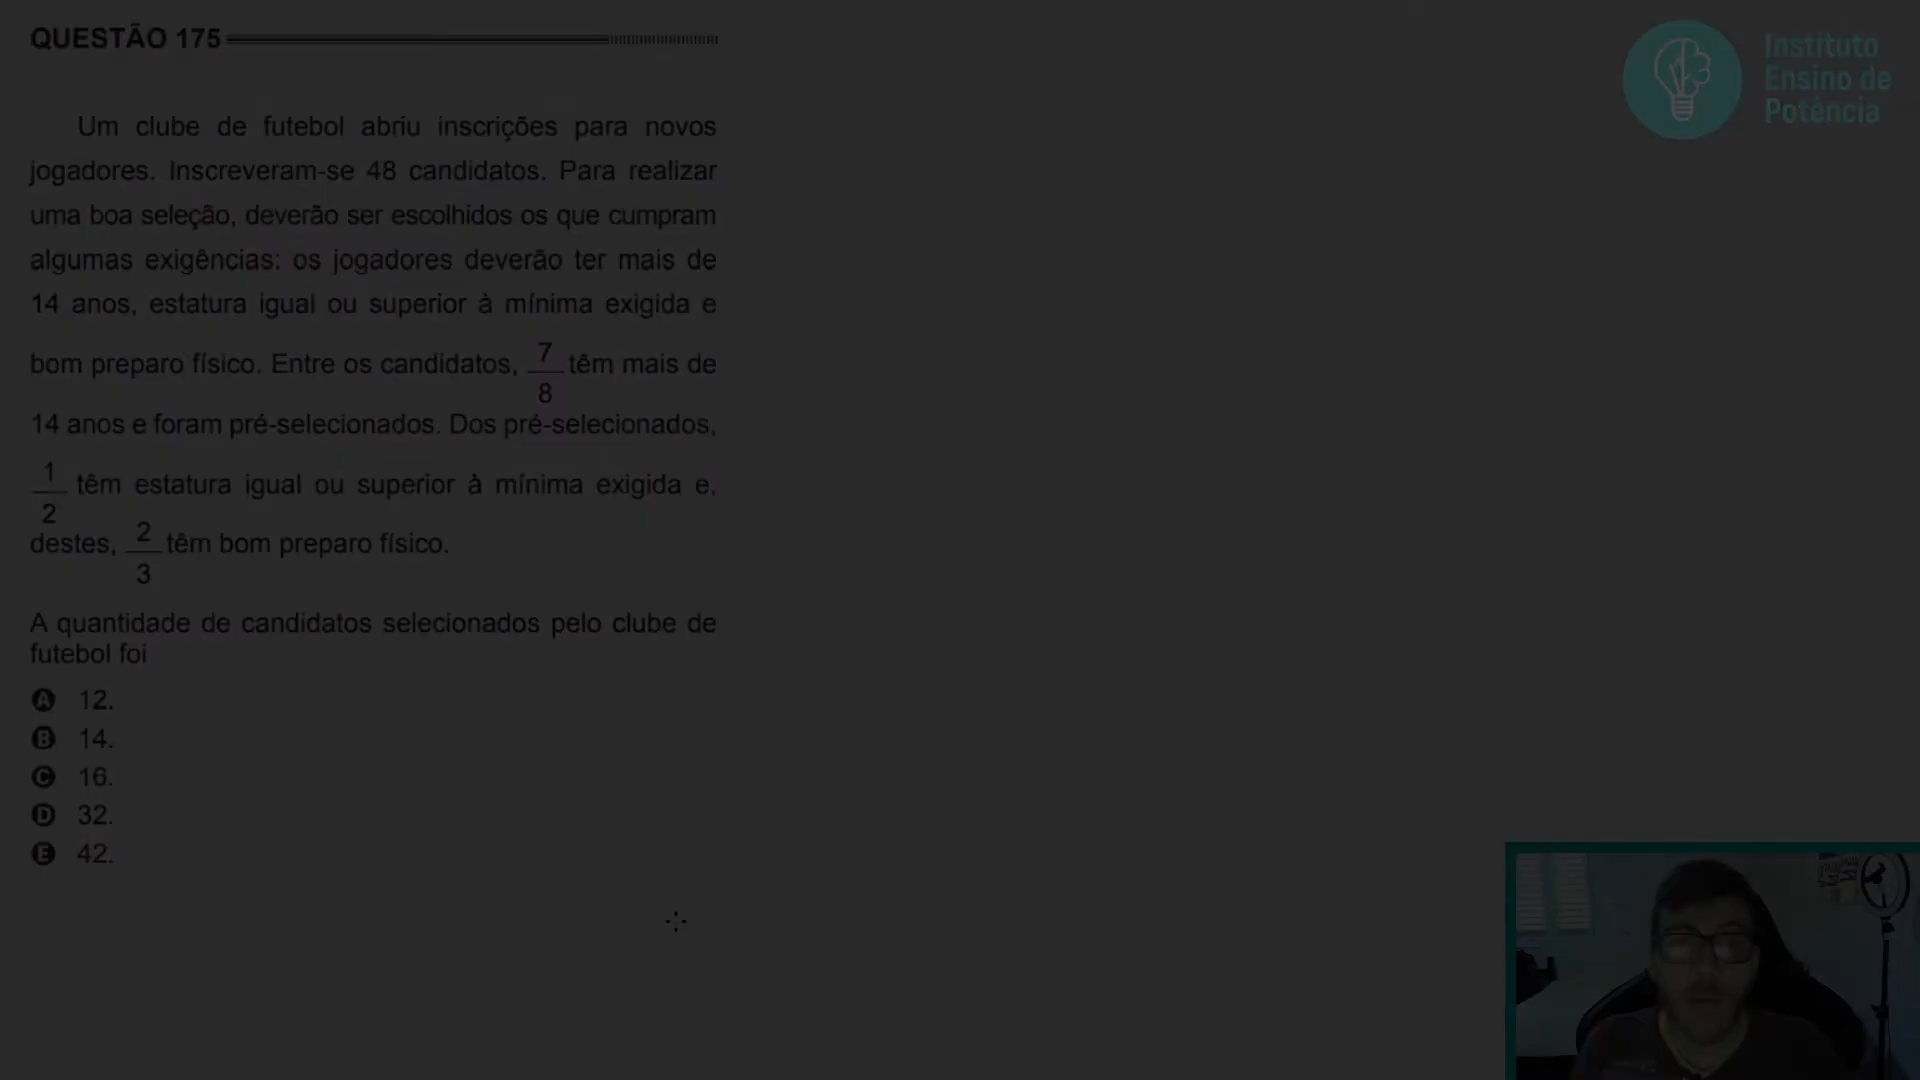 QUESTÃO 175
Instituto
Ensino de
Potência
Um clube de futebol abriu inscrições para novos
jogadores. Inscreveram-se 48 candidatos. Para realizar
uma boa seleção, deverão ser escolhidos os que cumpram
algumas exigências: os jogadores deverão ter mais de
14 anos, estatura igual ou superior à mínima exigida e
bom preparo físico. Entre os candidatos, 7/8 têm mais de
14 anos e foram pré-selecionados. Dos pré-selecionados,
1/2 têm estatura igual ou superior à mínima exigida e,
destes, 2/3 têm bom preparo físico.
A quantidade de candidatos selecionados pelo clube de
futebol foi
A 12.
B 14.
C 16.
D 32.
E 42.